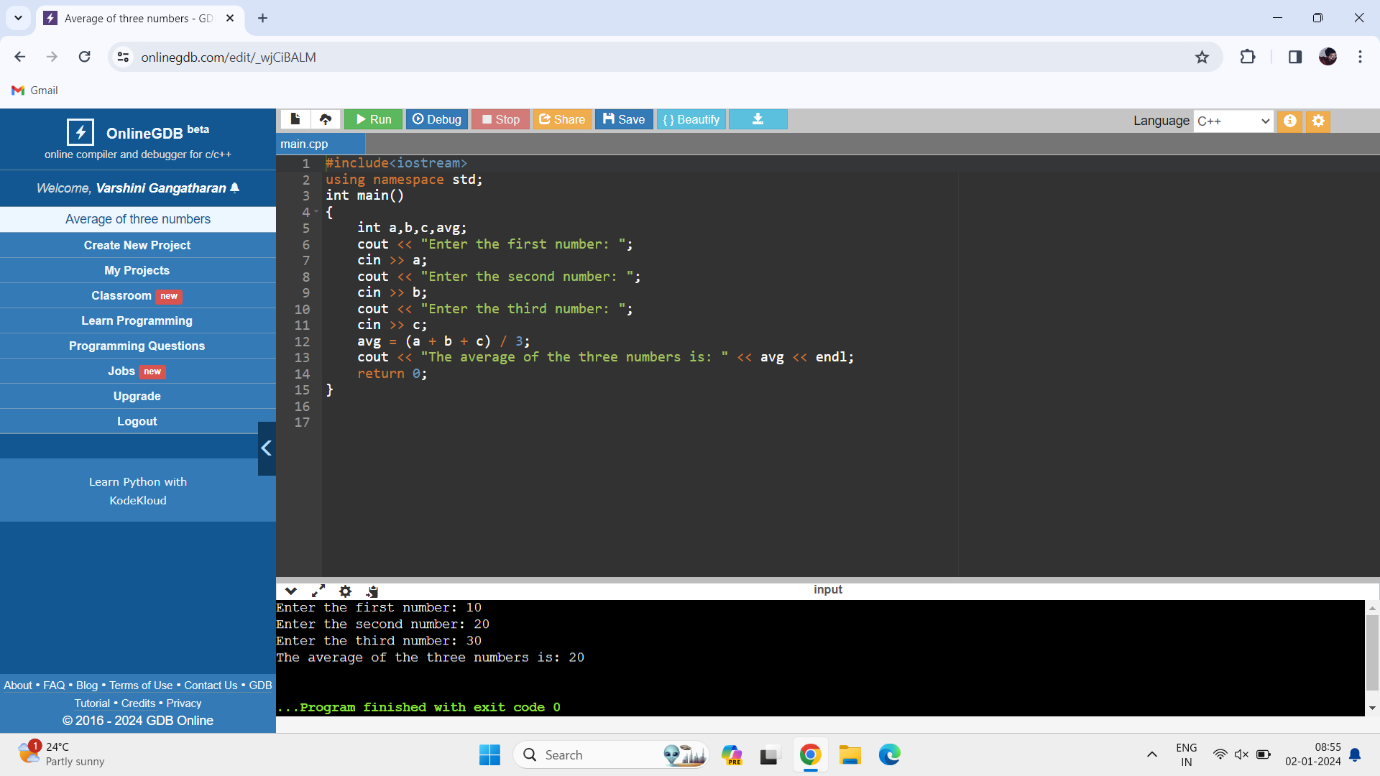 Average of three numbers - GD
onlinegdb.com/edit/_wjCiBALM
Gmail
OnlineGDB beta
online compiler and debugger for c/c++
Welcome, Varshini Gangatharan
Average of three numbers
Create New Project
My Projects
Classroom new
Learn Programming
Programming Questions
Jobs new
Upgrade
Logout
Learn Python with
KodeKloud
About • FAQ • Blog • Terms of Use • Contact Us • GDB
Tutorial • Credits • Privacy
© 2016 - 2024 GDB Online
Run Debug Stop Share Save { } Beautify
Language C++
main.cpp
1 #include<iostream>
2 using namespace std;
3 int main()
4 {
5 int a,b,c,avg;
6 cout << "Enter the first number: ";
7 cin >> a;
8 cout << "Enter the second number: ";
9 cin >> b;
10 cout << "Enter the third number: ";
11 cin >> c;
12 avg = (a + b + c) / 3;
13 cout << "The average of the three numbers is: " << avg << endl;
14 return 0;
15 }
16
17
input
Enter the first number: 10
Enter the second number: 20
Enter the third number: 30
The average of the three numbers is: 20
...Program finished with exit code 0
1
24°C
Partly sunny
Search
PRE
ENG
IN
08:55
02-01-2024